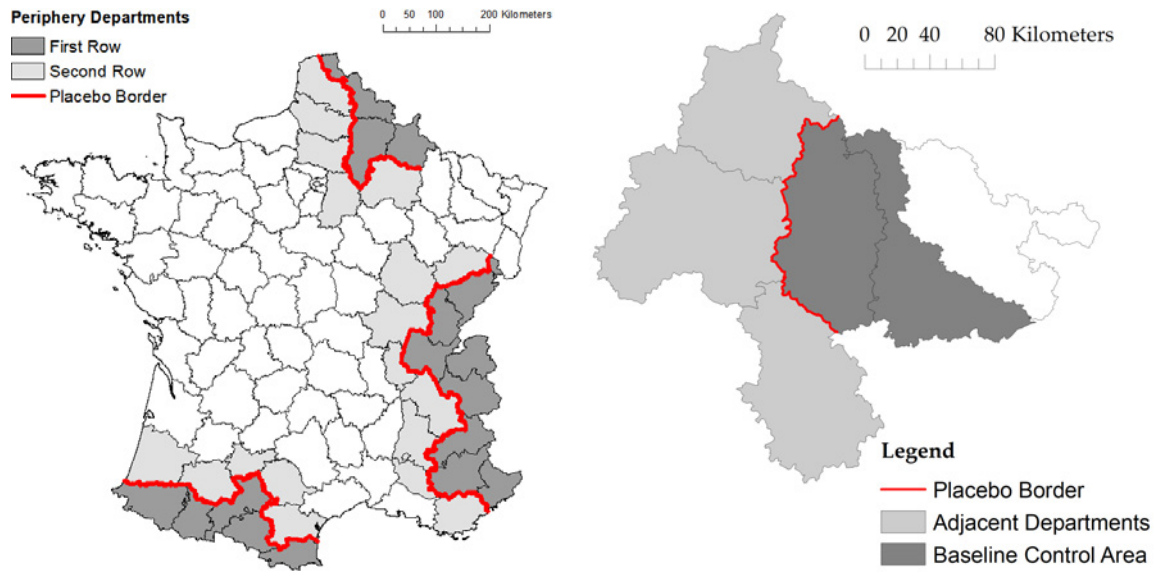 Periphery Departments
First Row
Second Row
Placebo Border
0 50 100 200 Kilometers
0 20 40 80 Kilometers
Legend
Placebo Border
Adjacent Departments
Baseline Control Area